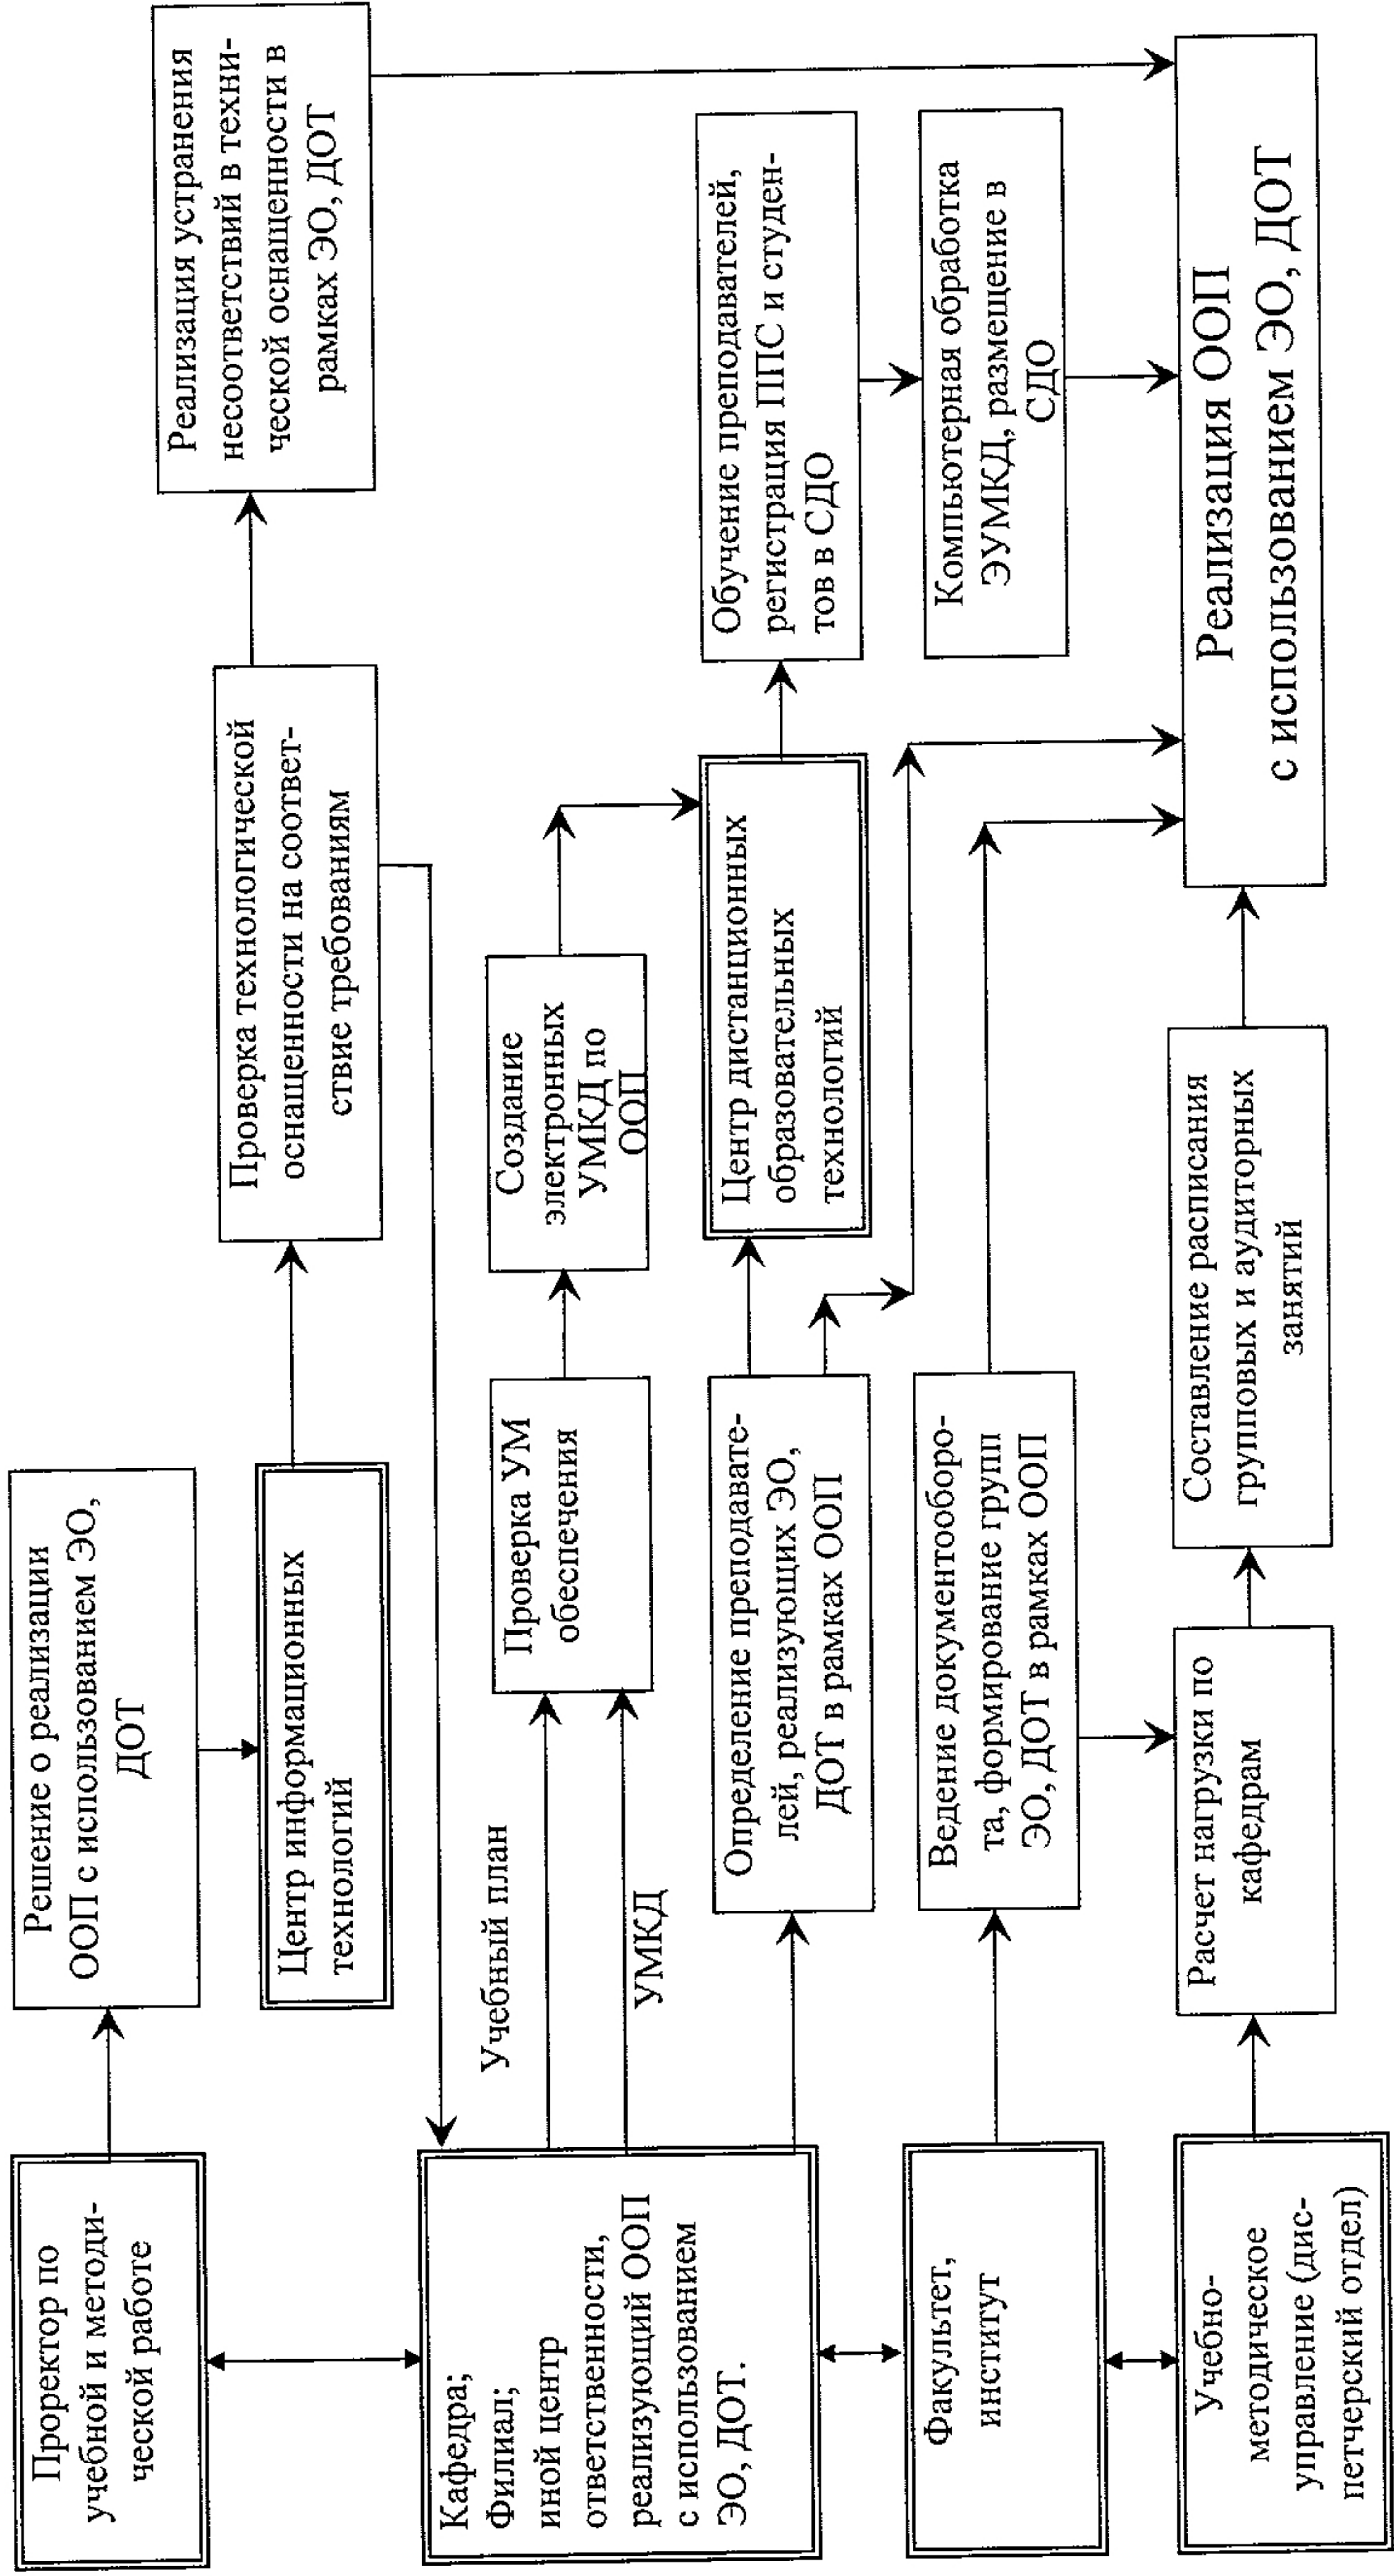 Проректор по
учебной и методи-
ческой работе
Решение о реализации
ООП с использованием ЭО,
ДОТ
Центр информационных
технологий
Проверка технологической
оснащенности на соответ-
ствие требованиям
Реализация устранения
несоответствий в техни-
ческой оснащенности в
рамках ЭО, ДОТ
Кафедра;
Филиал;
иной центр
ответственности,
реализующий ООП
с использованием
ЭО, ДОТ.
Учебный план
УМКД
Проверка УМ
обеспечения
Создание
электронных
УМКД по
ООП
Определение преподавате-
лей, реализующих ЭО,
ДОТ в рамках ООП
Центр дистанционных
образовательных
технологий
Обучение преподавателей,
регистрация ППС и студен-
тов в СДО
Компьютерная обработка
ЭУМКД, размещение в
СДО
Факультет,
институт
Ведение документооборо-
та, формирование групп
ЭО, ДОТ в рамках ООП
Учебно-
методическое
управление (дис-
петчерский отдел)
Расчет нагрузки по
кафедрам
Составление расписания
групповых и аудиторных
занятий
Реализация ООП
с использованием ЭО, ДОТ